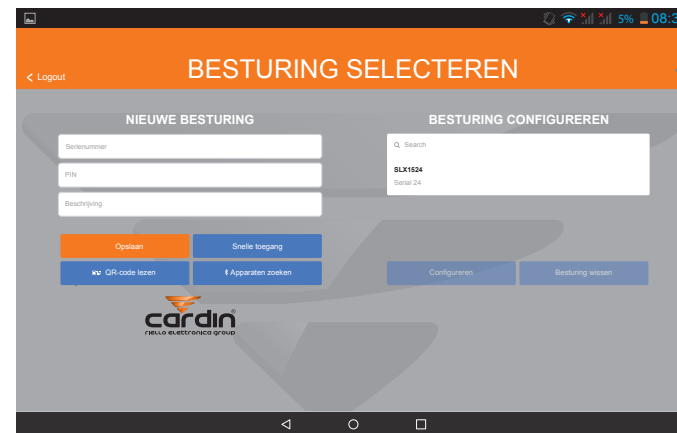 5% 08:3
< Logout
BESTURING SELECTEREN
NIEUWE BESTURING
Serienummer
PIN
Beschrijving
Opslaan
Snelle toegang
QR-code lezen
Apparaten zoeken
BESTURING CONFIGUREREN
Search
SLX1524
Serial 24
Configureren
Besturing wissen
cardin®
riello elettronica group